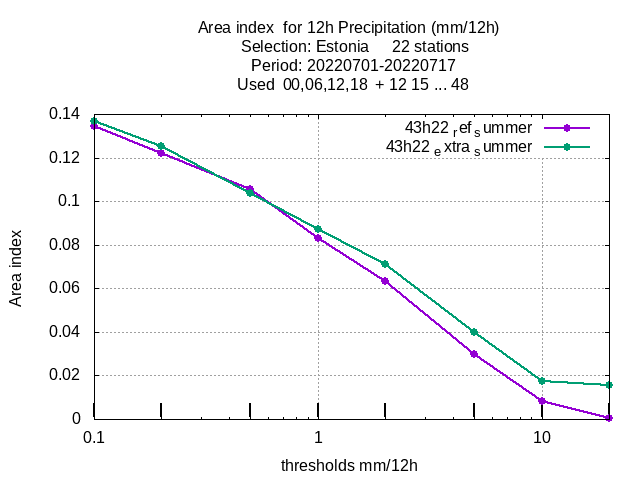 Area index  for 12h Precipitation (mm/12h)
Selection: Estonia     22 stations
Period: 20220701-20220717
Used  00,06,12,18  + 12 15 ... 48
43h22 ref summer
43h22 extra summer
0.14
0.12
0.1
0.08
0.06
0.04
0.02
0
Area index
0.1
1
10
thresholds mm/12h